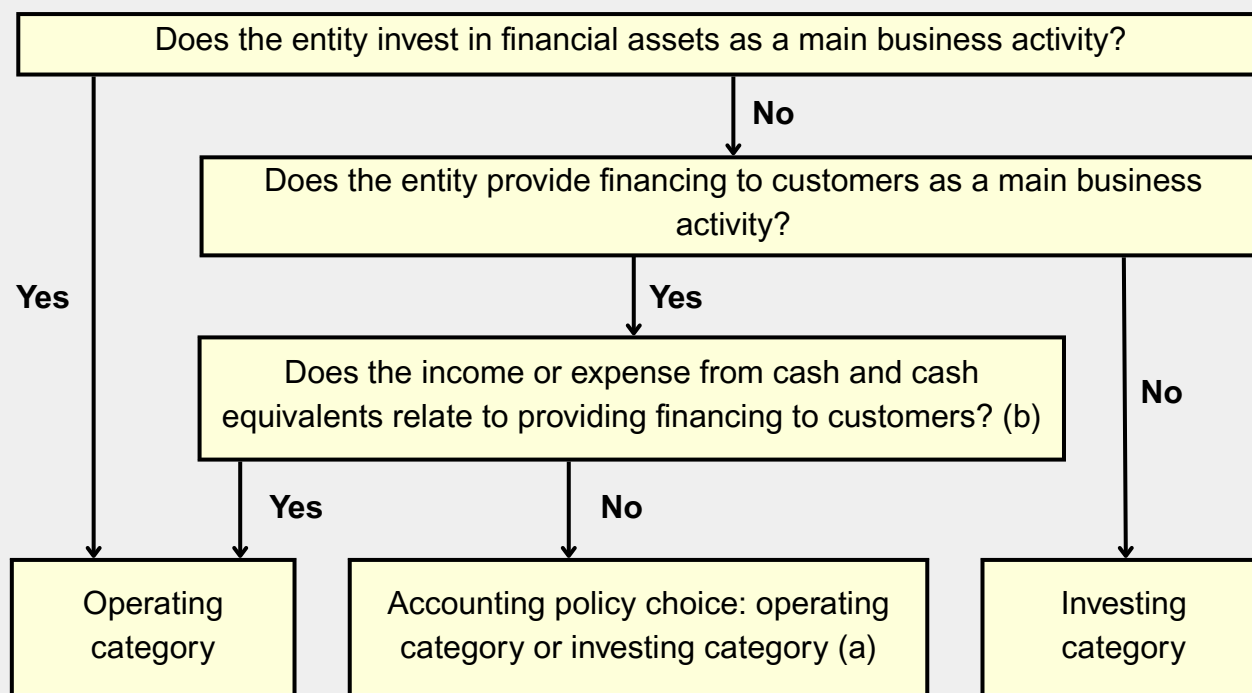 Does the entity invest in financial assets as a main business activity?
No
Does the entity provide financing to customers as a main business
activity?
Yes
Yes
Does the income or expense from cash and cash
equivalents relate to providing financing to customers? (b)
No
Yes
No
Operating
category
Accounting policy choice: operating
category or investing category (a)
Investing
category